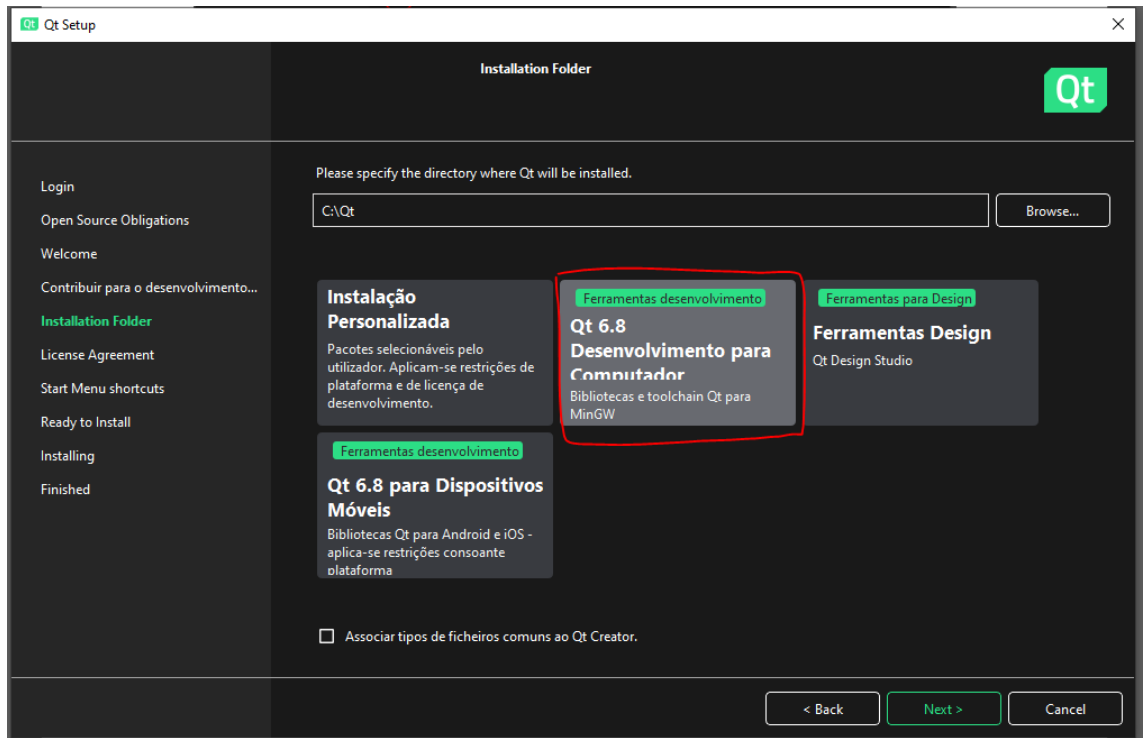 Qt Qt Setup
Installation Folder
Qt
Login
Open Source Obligations
Welcome
Contribuir para o desenvolvimento...
Installation Folder
License Agreement
Start Menu shortcuts
Ready to Install
Installing
Finished
Please specify the directory where Qt will be installed.
C:\Qt
Browse...
Instalação
Personalizada
Pacotes selecionáveis pelo
utilizador. Aplicam-se restrições de
plataforma e de licença de
desenvolvimento.
Ferramentas desenvolvimento
Qt 6.8
Desenvolvimento para
Computador
Bibliotecas e toolchain Qt para
MinGW
Ferramentas para Design
Ferramentas Design
Qt Design Studio
Ferramentas desenvolvimento
Qt 6.8 para Dispositivos
Móveis
Bibliotecas Qt para Android e iOS -
aplica-se restrições consoante
plataforma
Associar tipos de ficheiros comuns ao Qt Creator.
< Back
Next >
Cancel